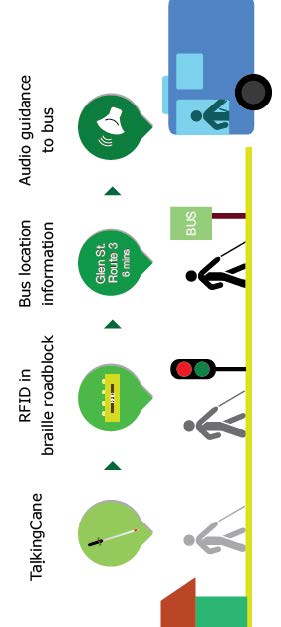 TalkingCane
RFID in
braille roadblock
Bus location
information
Audio guidance
to bus
Glen St.
Route 3
6 mins
BUS